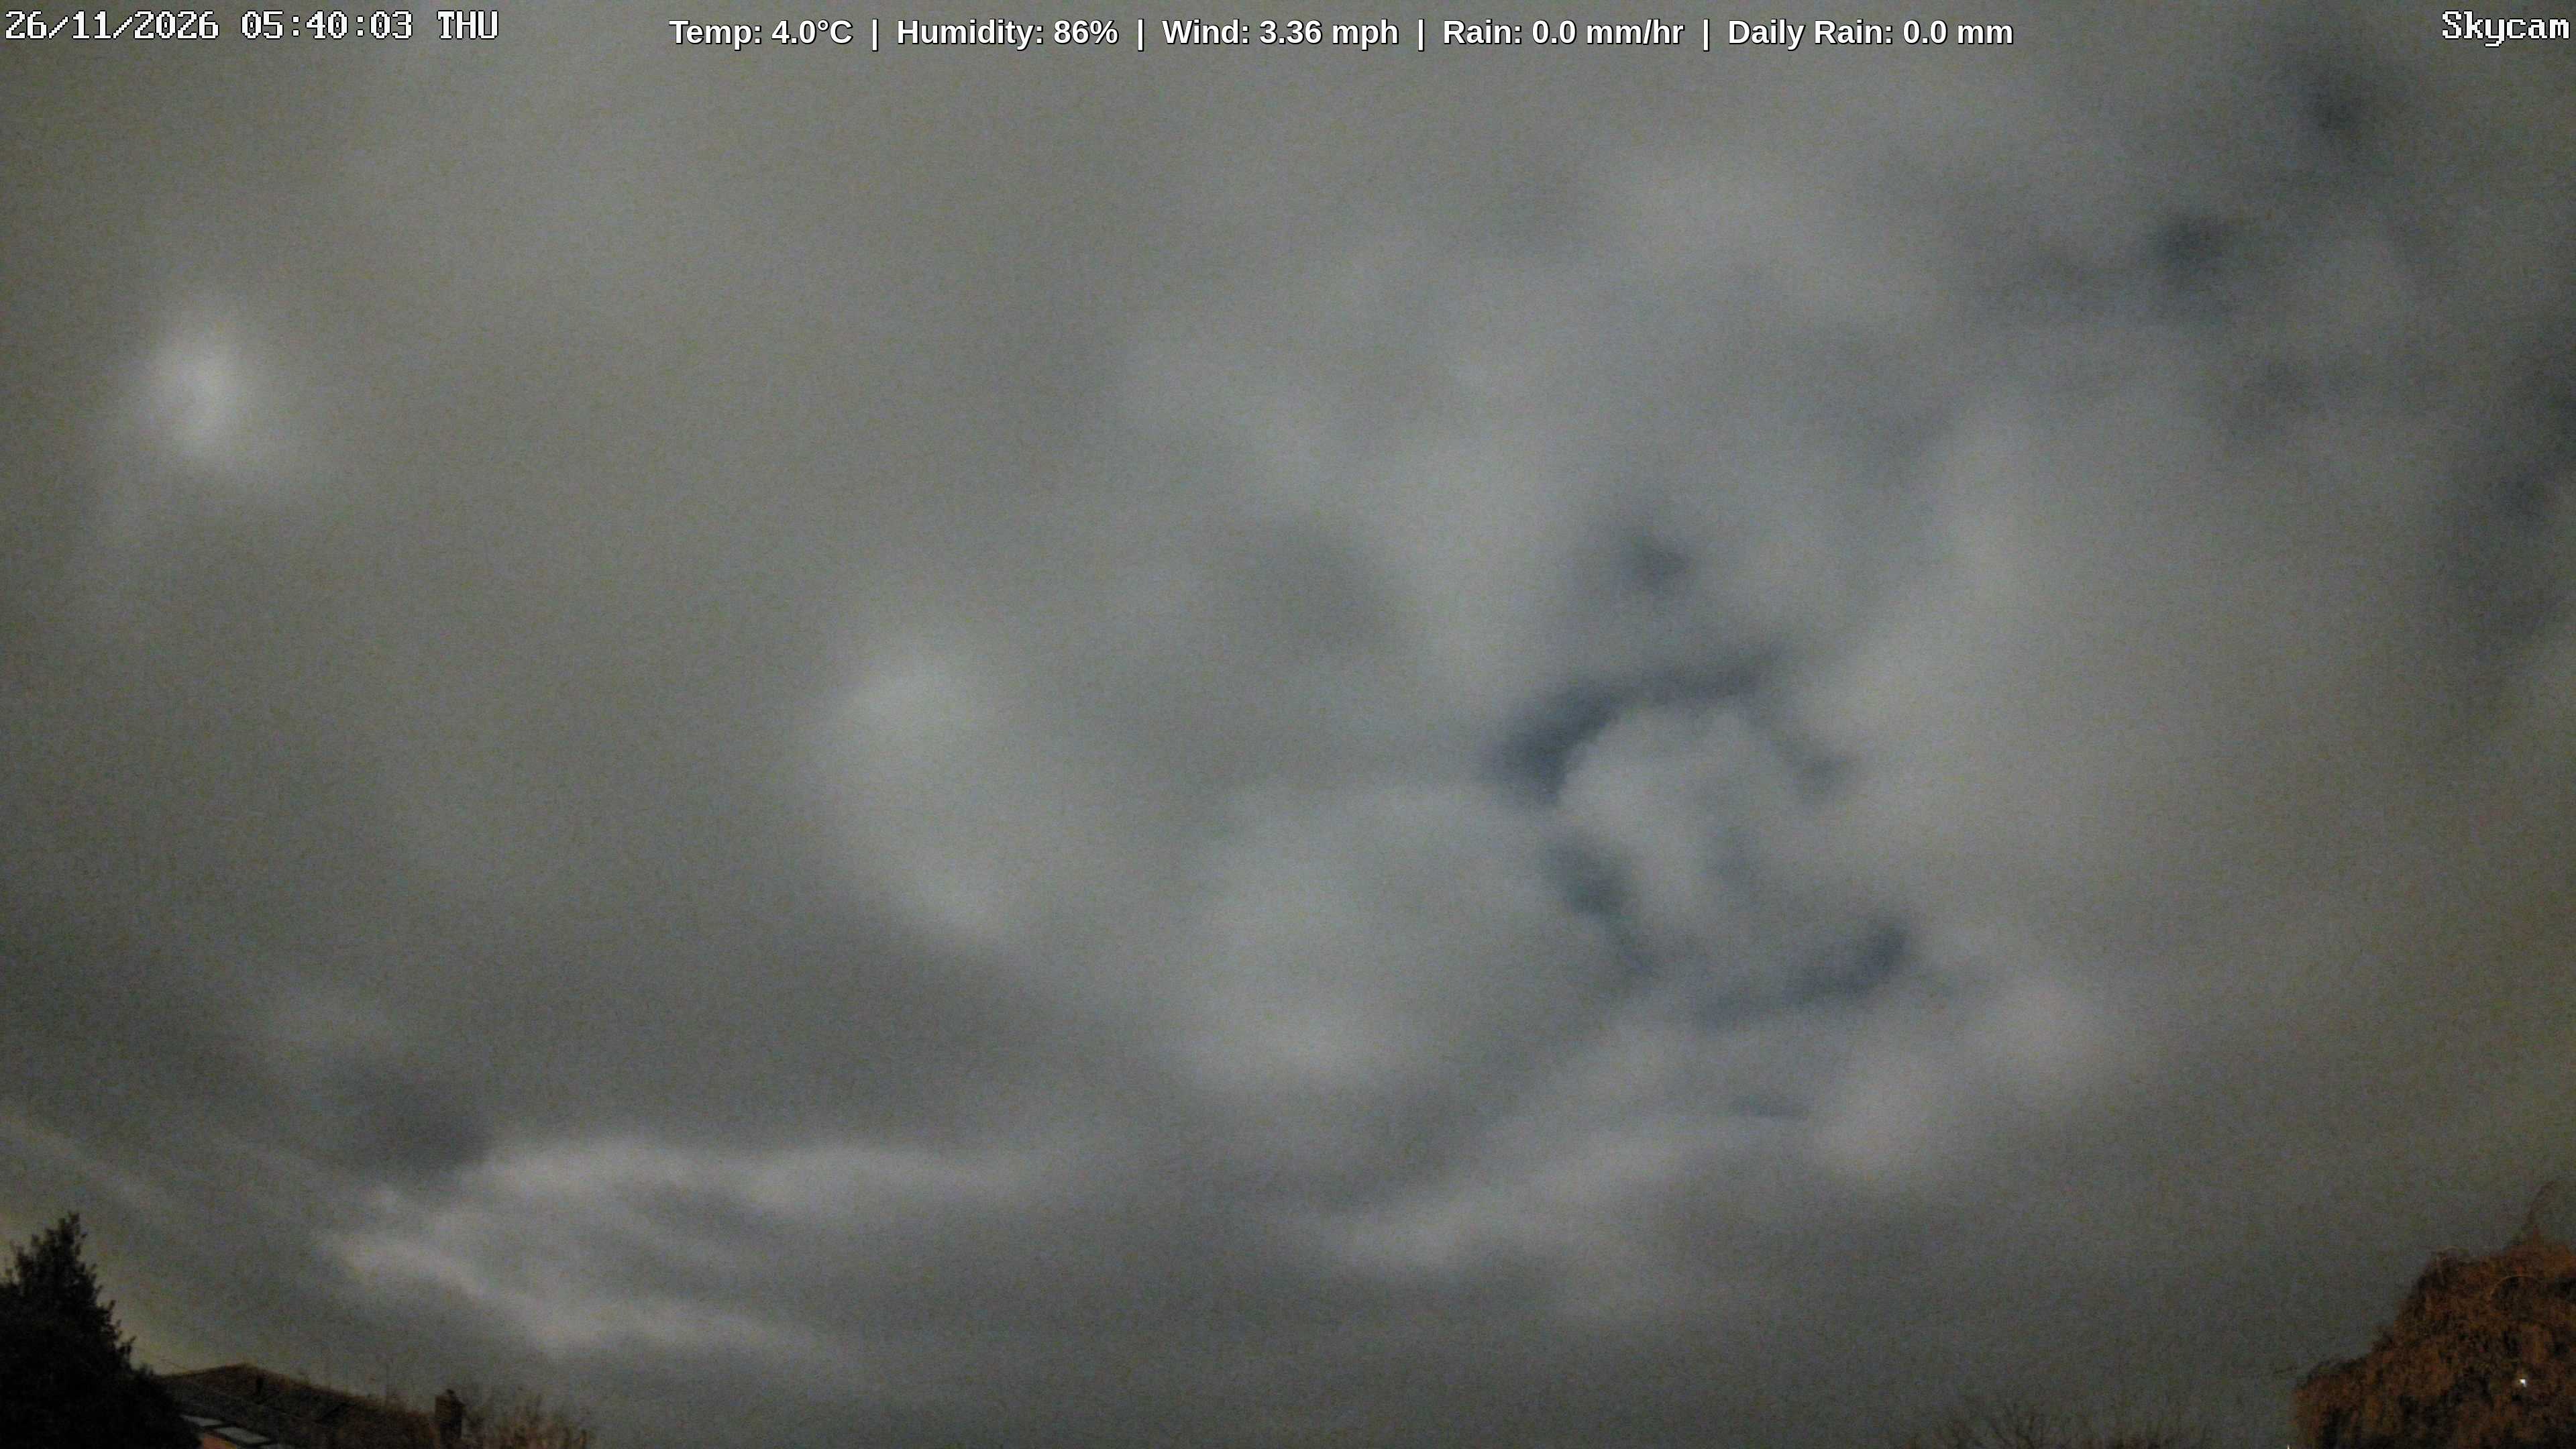 26/11/2026 05:40:03 THU
Temp: 4.0°C | Humidity: 86% | Wind: 3.36 mph | Rain: 0.0 mm/hr | Daily Rain: 0.0 mm
Skycam